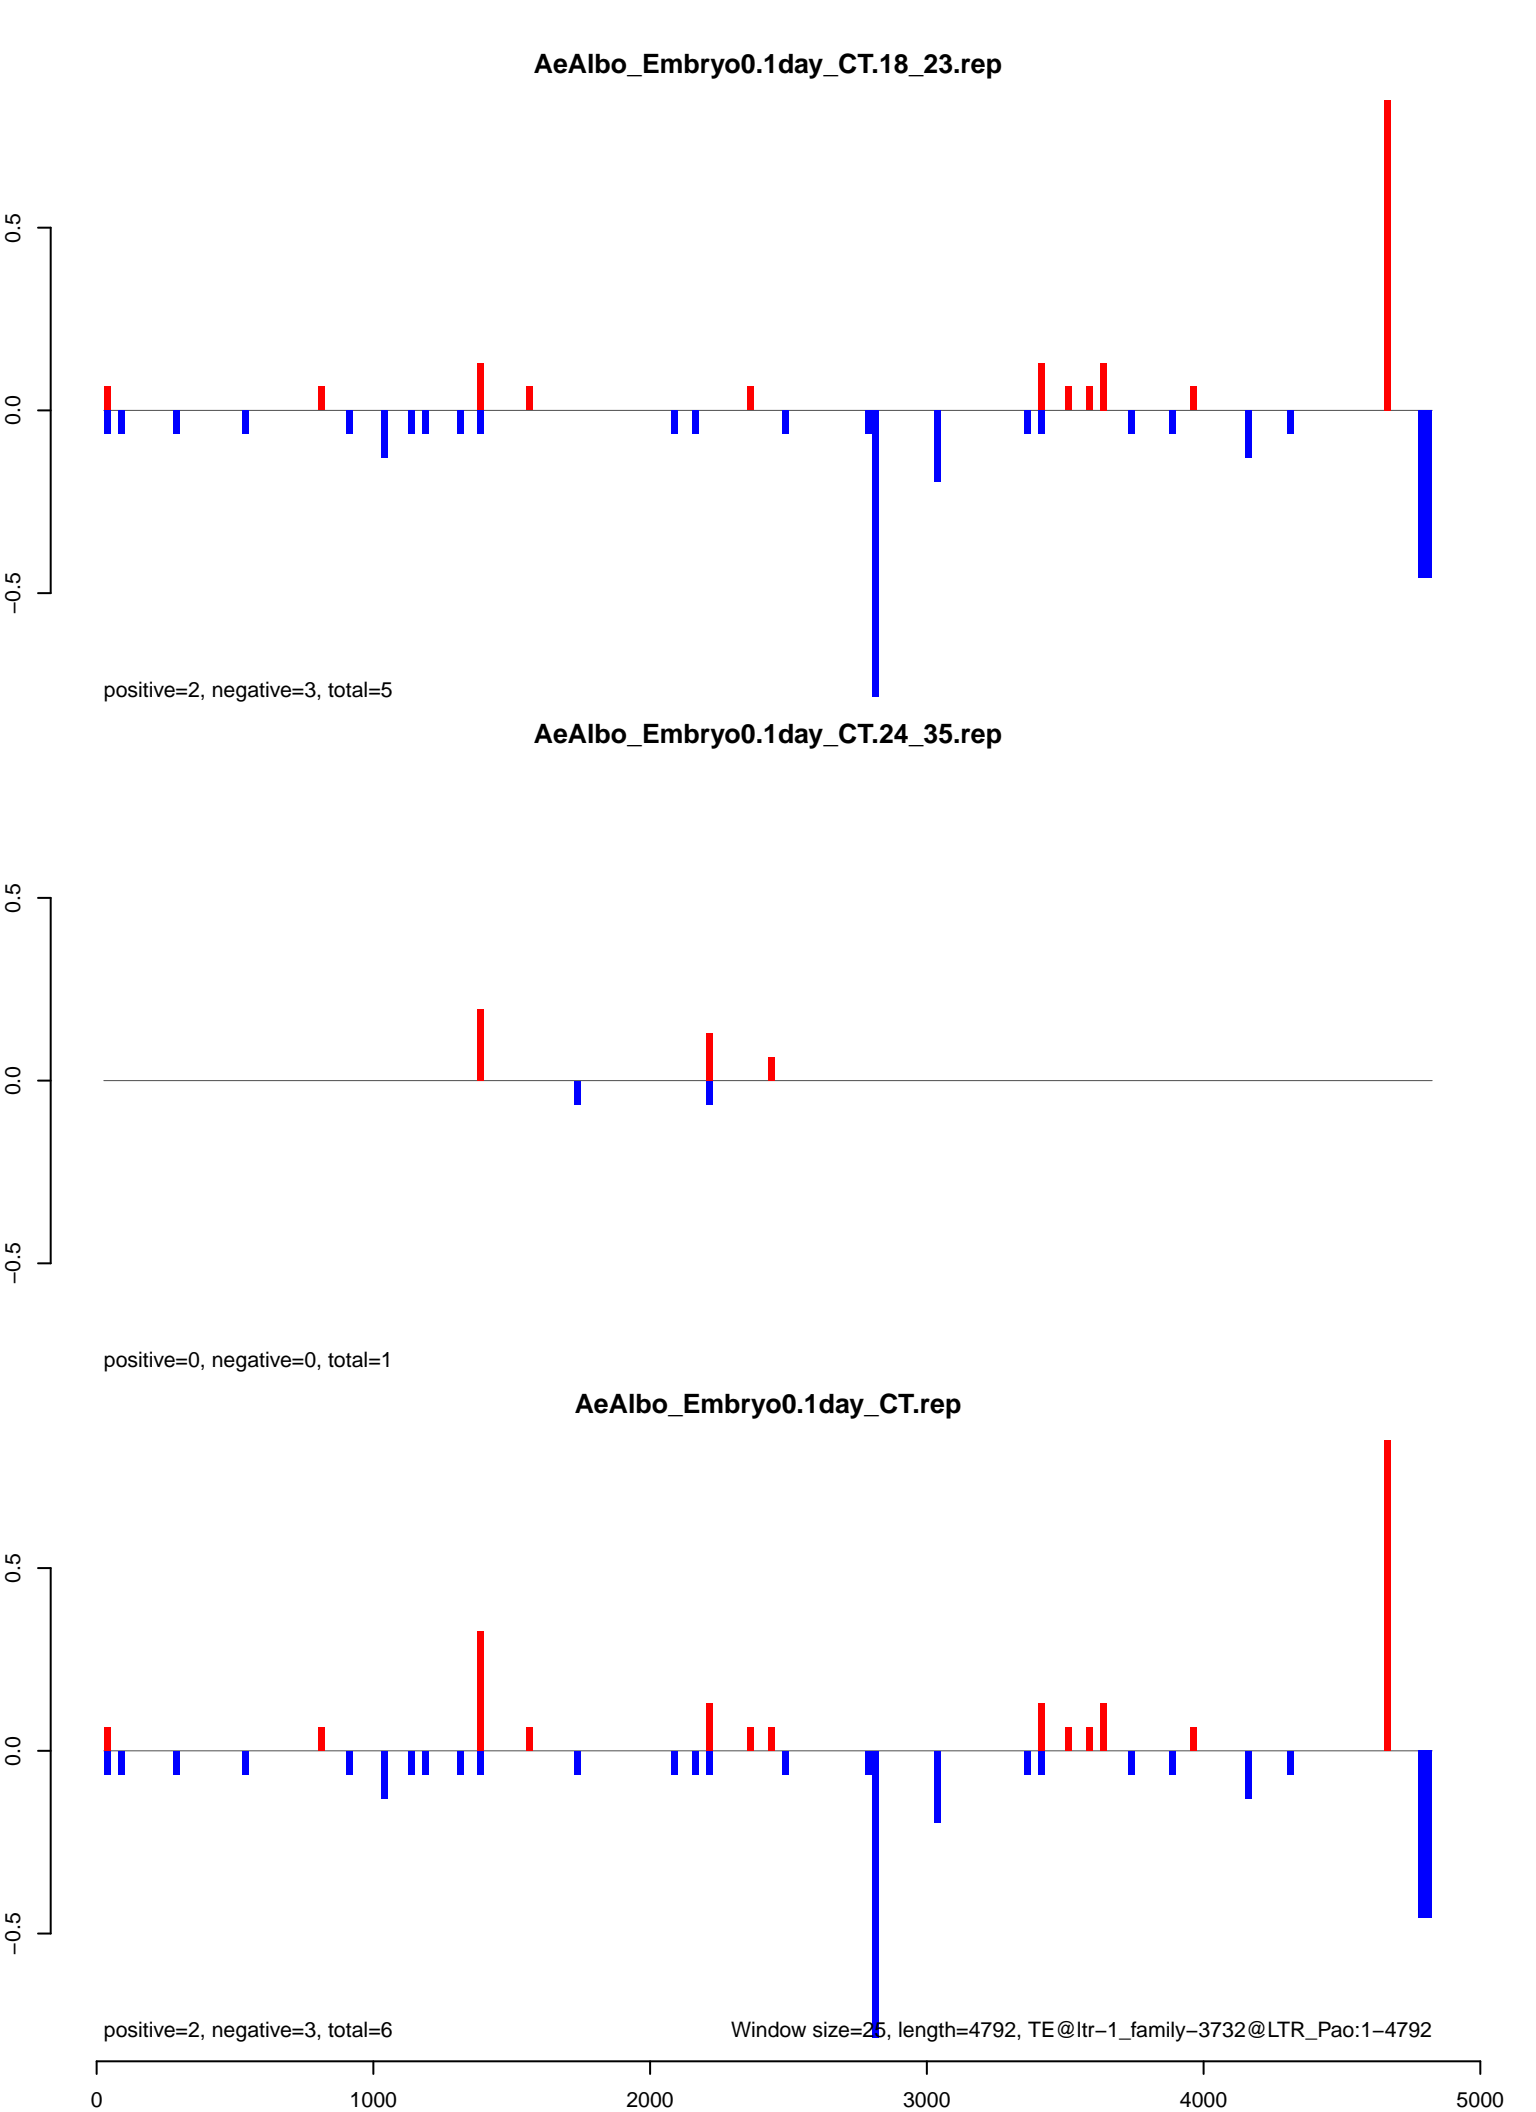 AeAlbo_Embryo0.1day_CT.18_23.rep
0.5
0.0
−0.5
positive=2, negative=3, total=5
AeAlbo_Embryo0.1day_CT.24_35.rep
0.5
0.0
−0.5
positive=0, negative=0, total=1
AeAlbo_Embryo0.1day_CT.rep
0.5
0.0
−0.5
positive=2, negative=3, total=6
Window size=25, length=4792, TE@ltr−1_family−3732@LTR_Pao:1−4792
0 1000 2000 3000 4000 5000